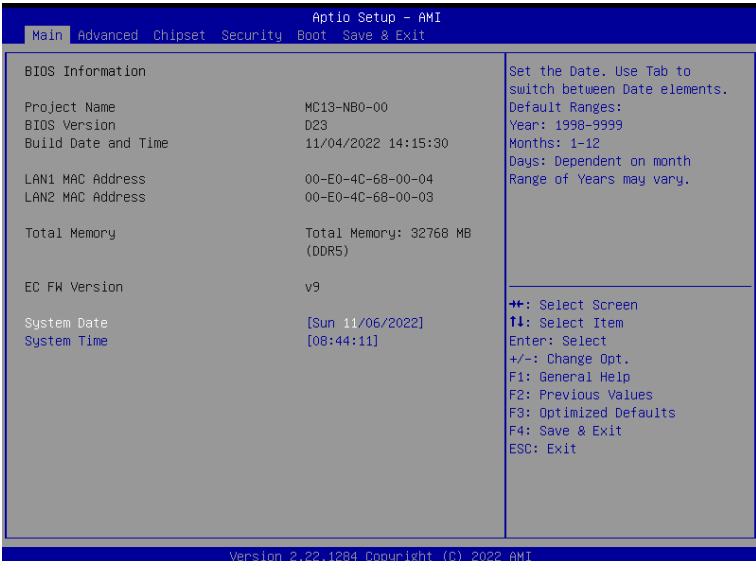 Aptio Setup – AMI
Main Advanced Chipset Security Boot Save & Exit
BIOS Information
Project Name MC13-NB0-00
BIOS Version D23
Build Date and Time 11/04/2022 14:15:30
LAN1 MAC Address 00-E0-4C-68-00-04
LAN2 MAC Address 00-E0-4C-68-00-03
Total Memory Total Memory: 32768 MB
(DDR5)
EC FW Version v9
System Date [Sun 11/06/2022]
System Time [08:44:11]
Set the Date. Use Tab to
switch between Date elements.
Default Ranges:
Year: 1998-9999
Months: 1-12
Days: Dependent on month
Range of Years may vary.
→←: Select Screen
↑↓: Select Item
Enter: Select
+/-: Change Opt.
F1: General Help
F2: Previous Values
F3: Optimized Defaults
F4: Save & Exit
ESC: Exit
Version 2.22.1284 Copyright (C) 2022 AMI